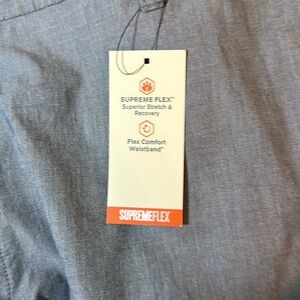 SUPREME FLEX™
Superior Stretch &
Recovery
Flex Comfort
Waistband™
SUPREMEFLEX